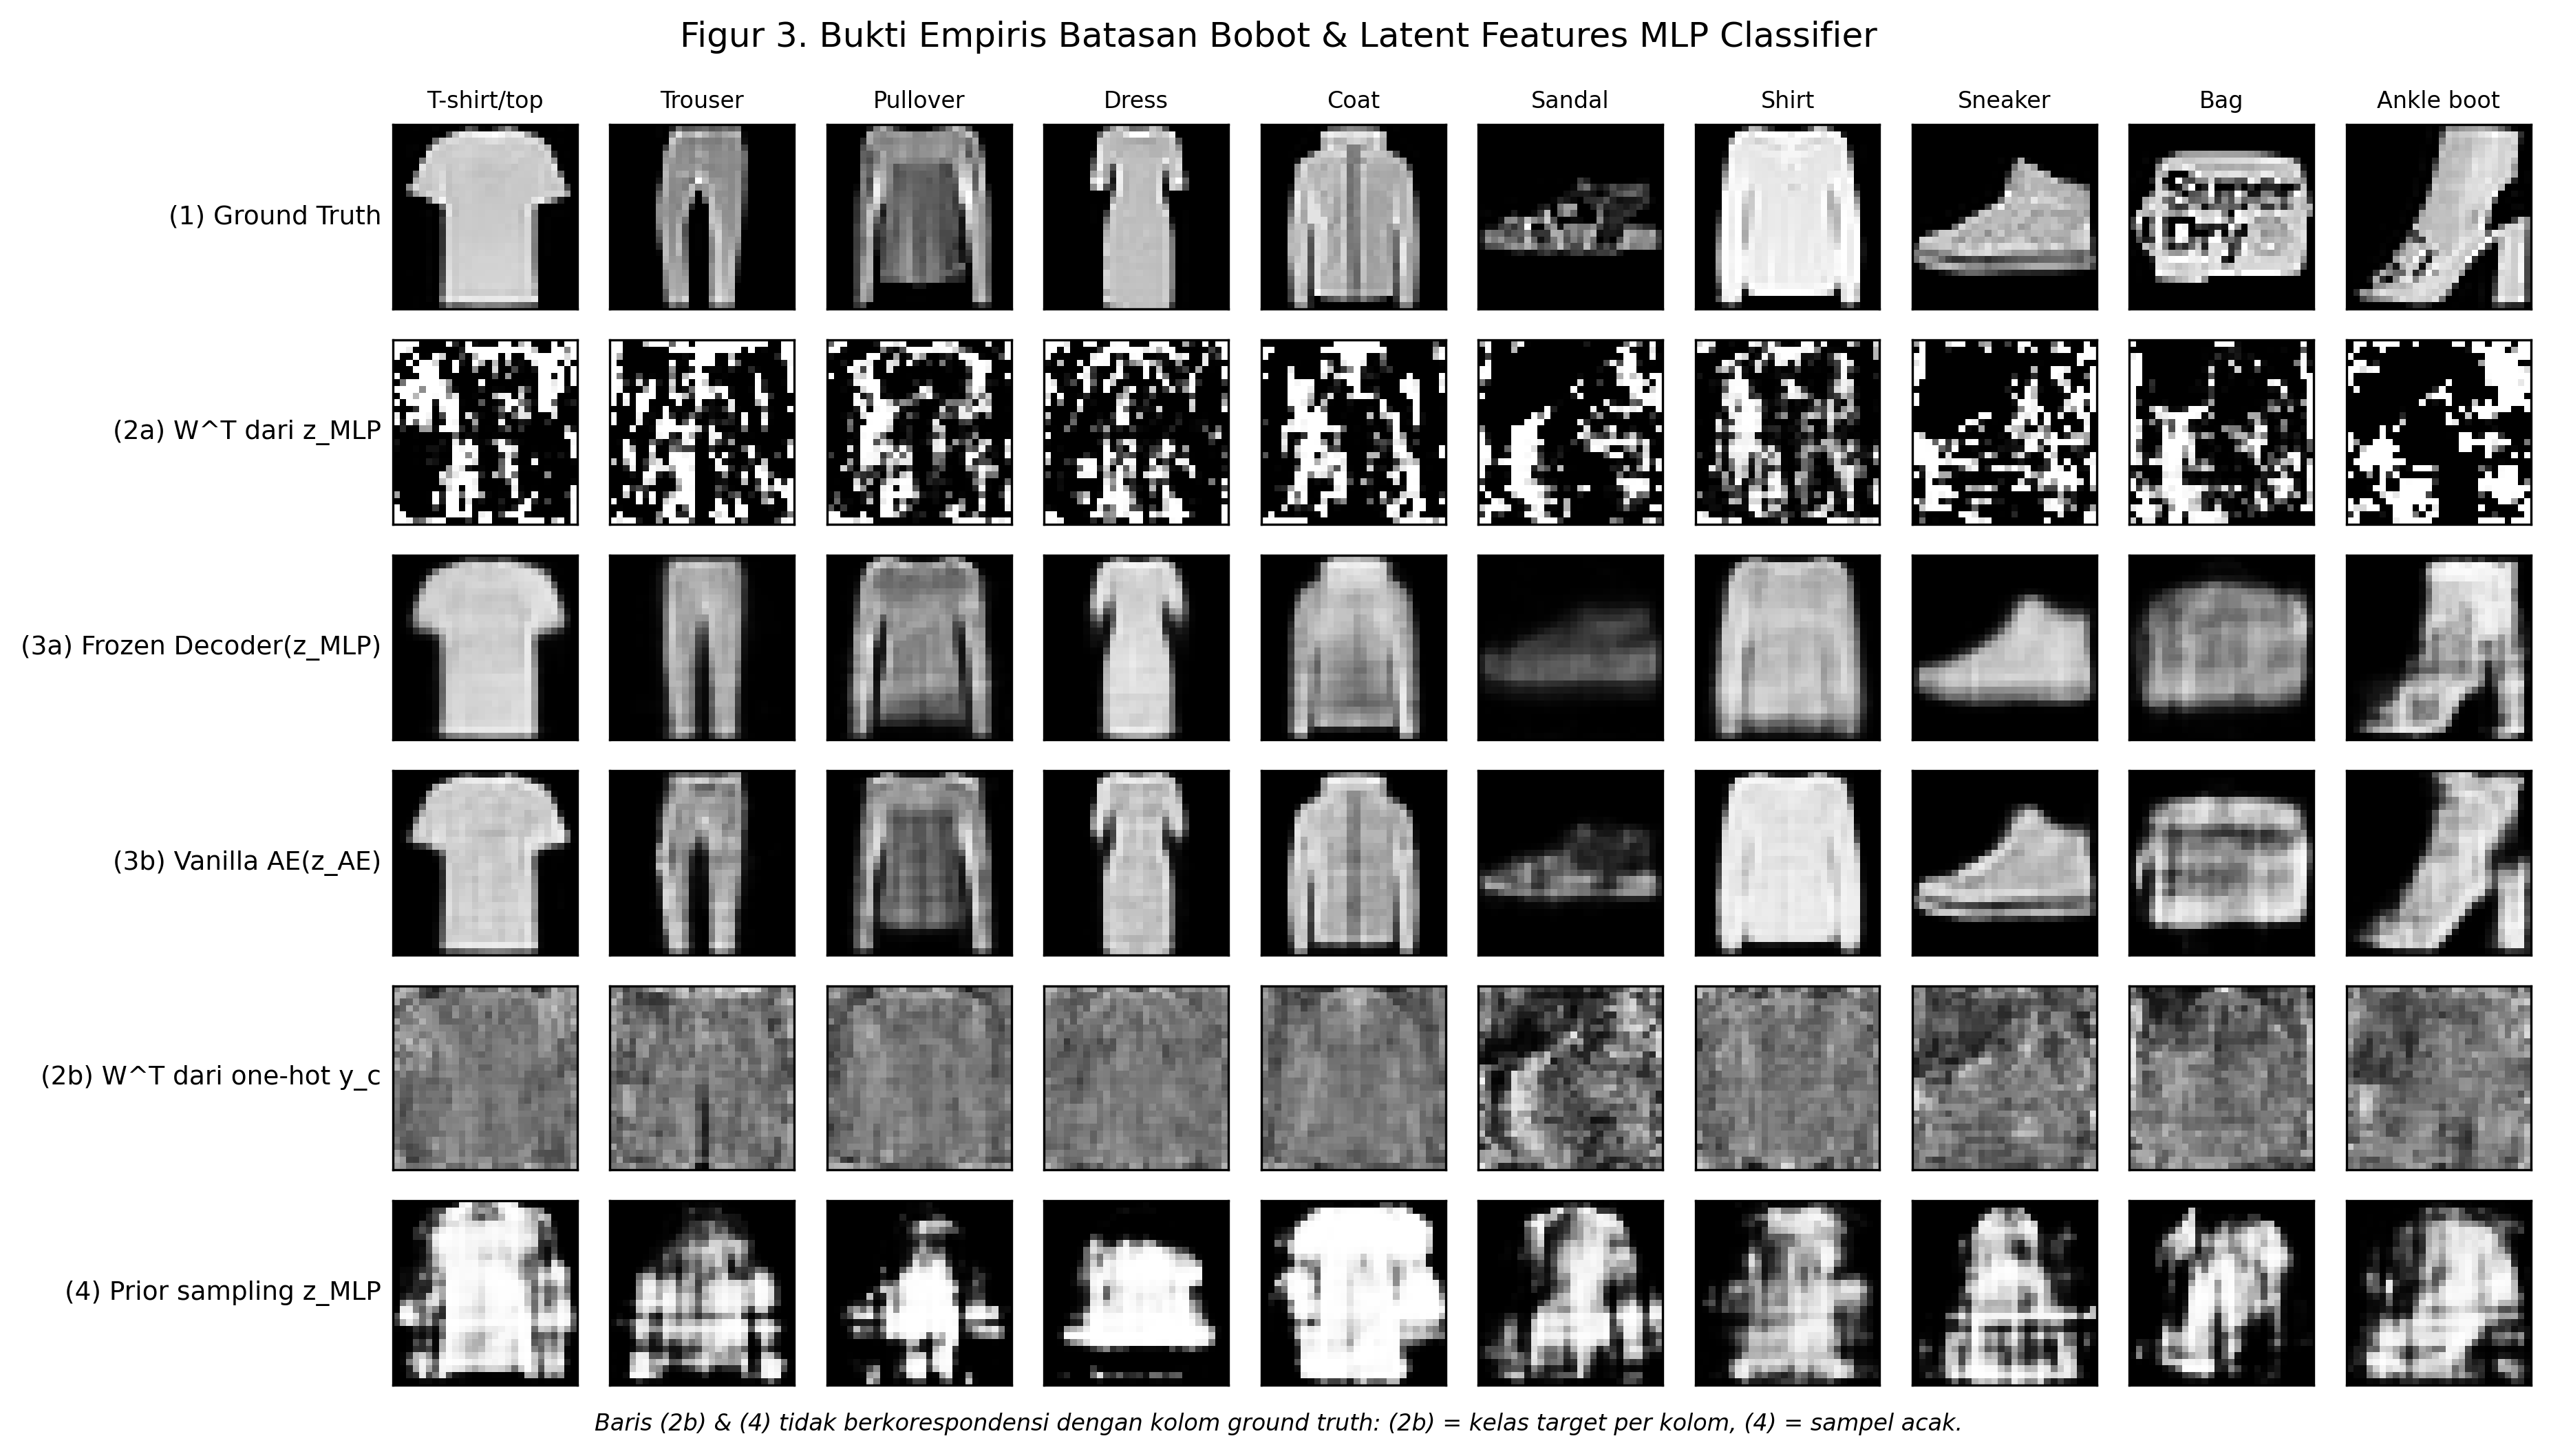 Figur 3. Bukti Empiris Batasan Bobot & Latent Features MLP Classifier
T-shirt/top Trouser Pullover Dress Coat Sandal Shirt Sneaker Bag Ankle boot
(1) Ground Truth
Super
Dry
(2a) W^T dari z_MLP
(3a) Frozen Decoder(z_MLP)
(3b) Vanilla AE(z_AE)
(2b) W^T dari one-hot y_c
(4) Prior sampling z_MLP
Baris (2b) & (4) tidak berkorespondensi dengan kolom ground truth: (2b) = kelas target per kolom, (4) = sampel acak.